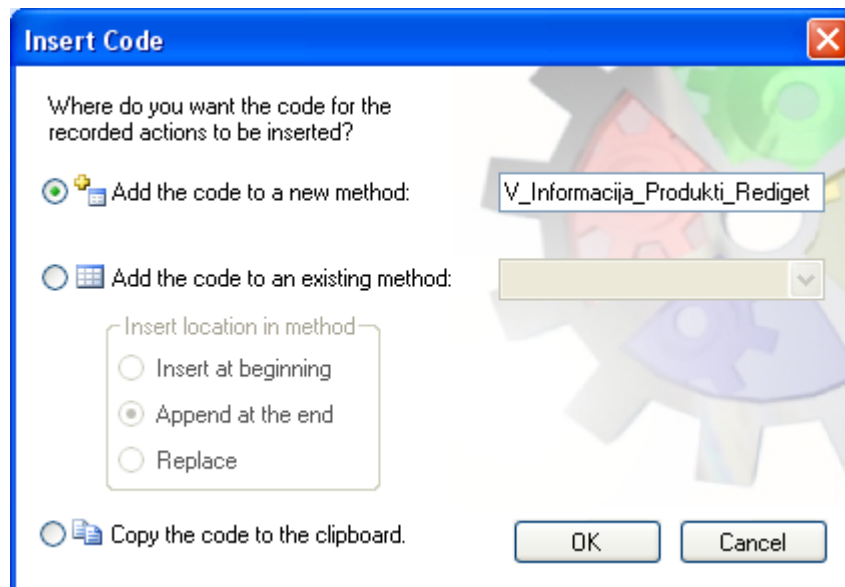 Insert Code
Where do you want the code for the
recorded actions to be inserted?
Add the code to a new method:
V_Informacija_Produkti_Rediget
Add the code to an existing method:
Insert location in method
Insert at beginning
Append at the end
Replace
Copy the code to the clipboard.
OK
Cancel